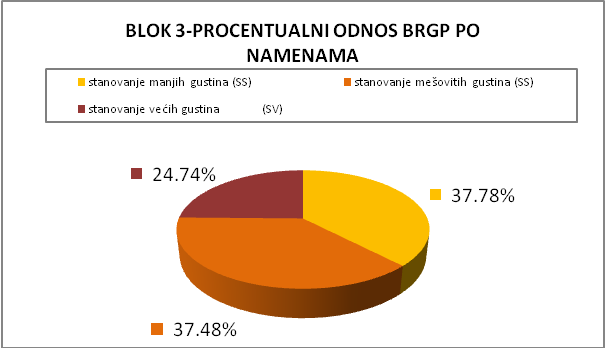 BLOK 3-PROCENTUALNI ODNOS BRGP PO
NAMENAMA
stanovanje manjih gustina (SS)
stanovanje mešovitih gustina (SS)
stanovanje većih gustina (SV)
24.74%
37.78%
37.48%